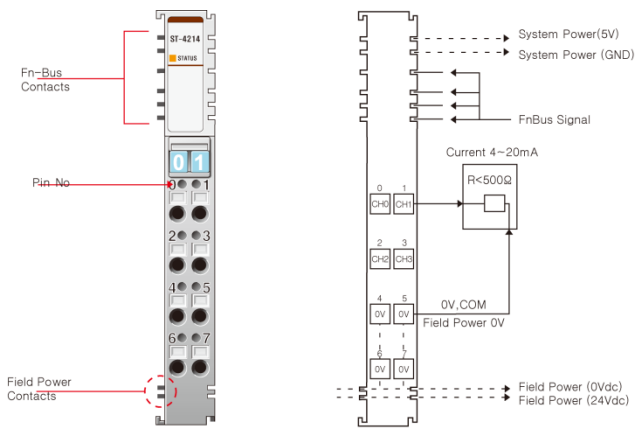 ST-4214
STATUS
Fn-Bus
Contacts
01
Pin No
0 1
2 3
4 5
6 7
Field Power
Contacts
System Power(5V)
System Power (GND)
FnBus Signal
Current 4~20mA
R<500Ω
0 1
CH0 CH1
2 3
CH2 CH3
4 5
0V 0V
0V,COM
Field Power 0V
6 7
0V 0V
Field Power (0Vdc)
Field Power (24Vdc)